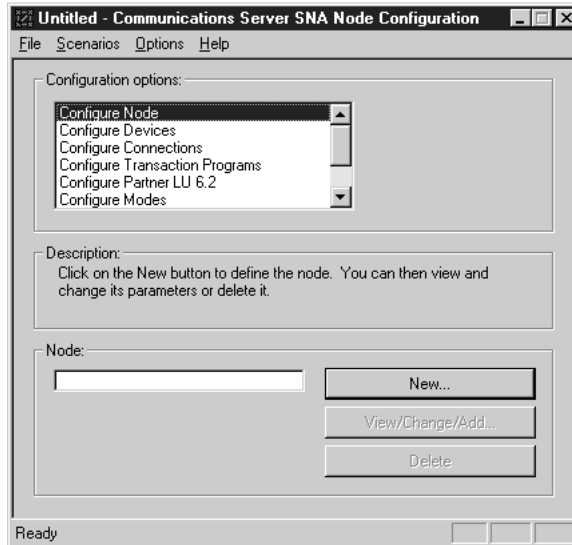 Untitled - Communications Server SNA Node Configuration
File Scenarios Options Help
Configuration options:
Configure Node
Configure Devices
Configure Connections
Configure Transaction Programs
Configure Partner LU 6.2
Configure Modes
Description:
Click on the New button to define the node. You can then view and
change its parameters or delete it.
Node:
New...
View/Change/Add...
Delete
Ready